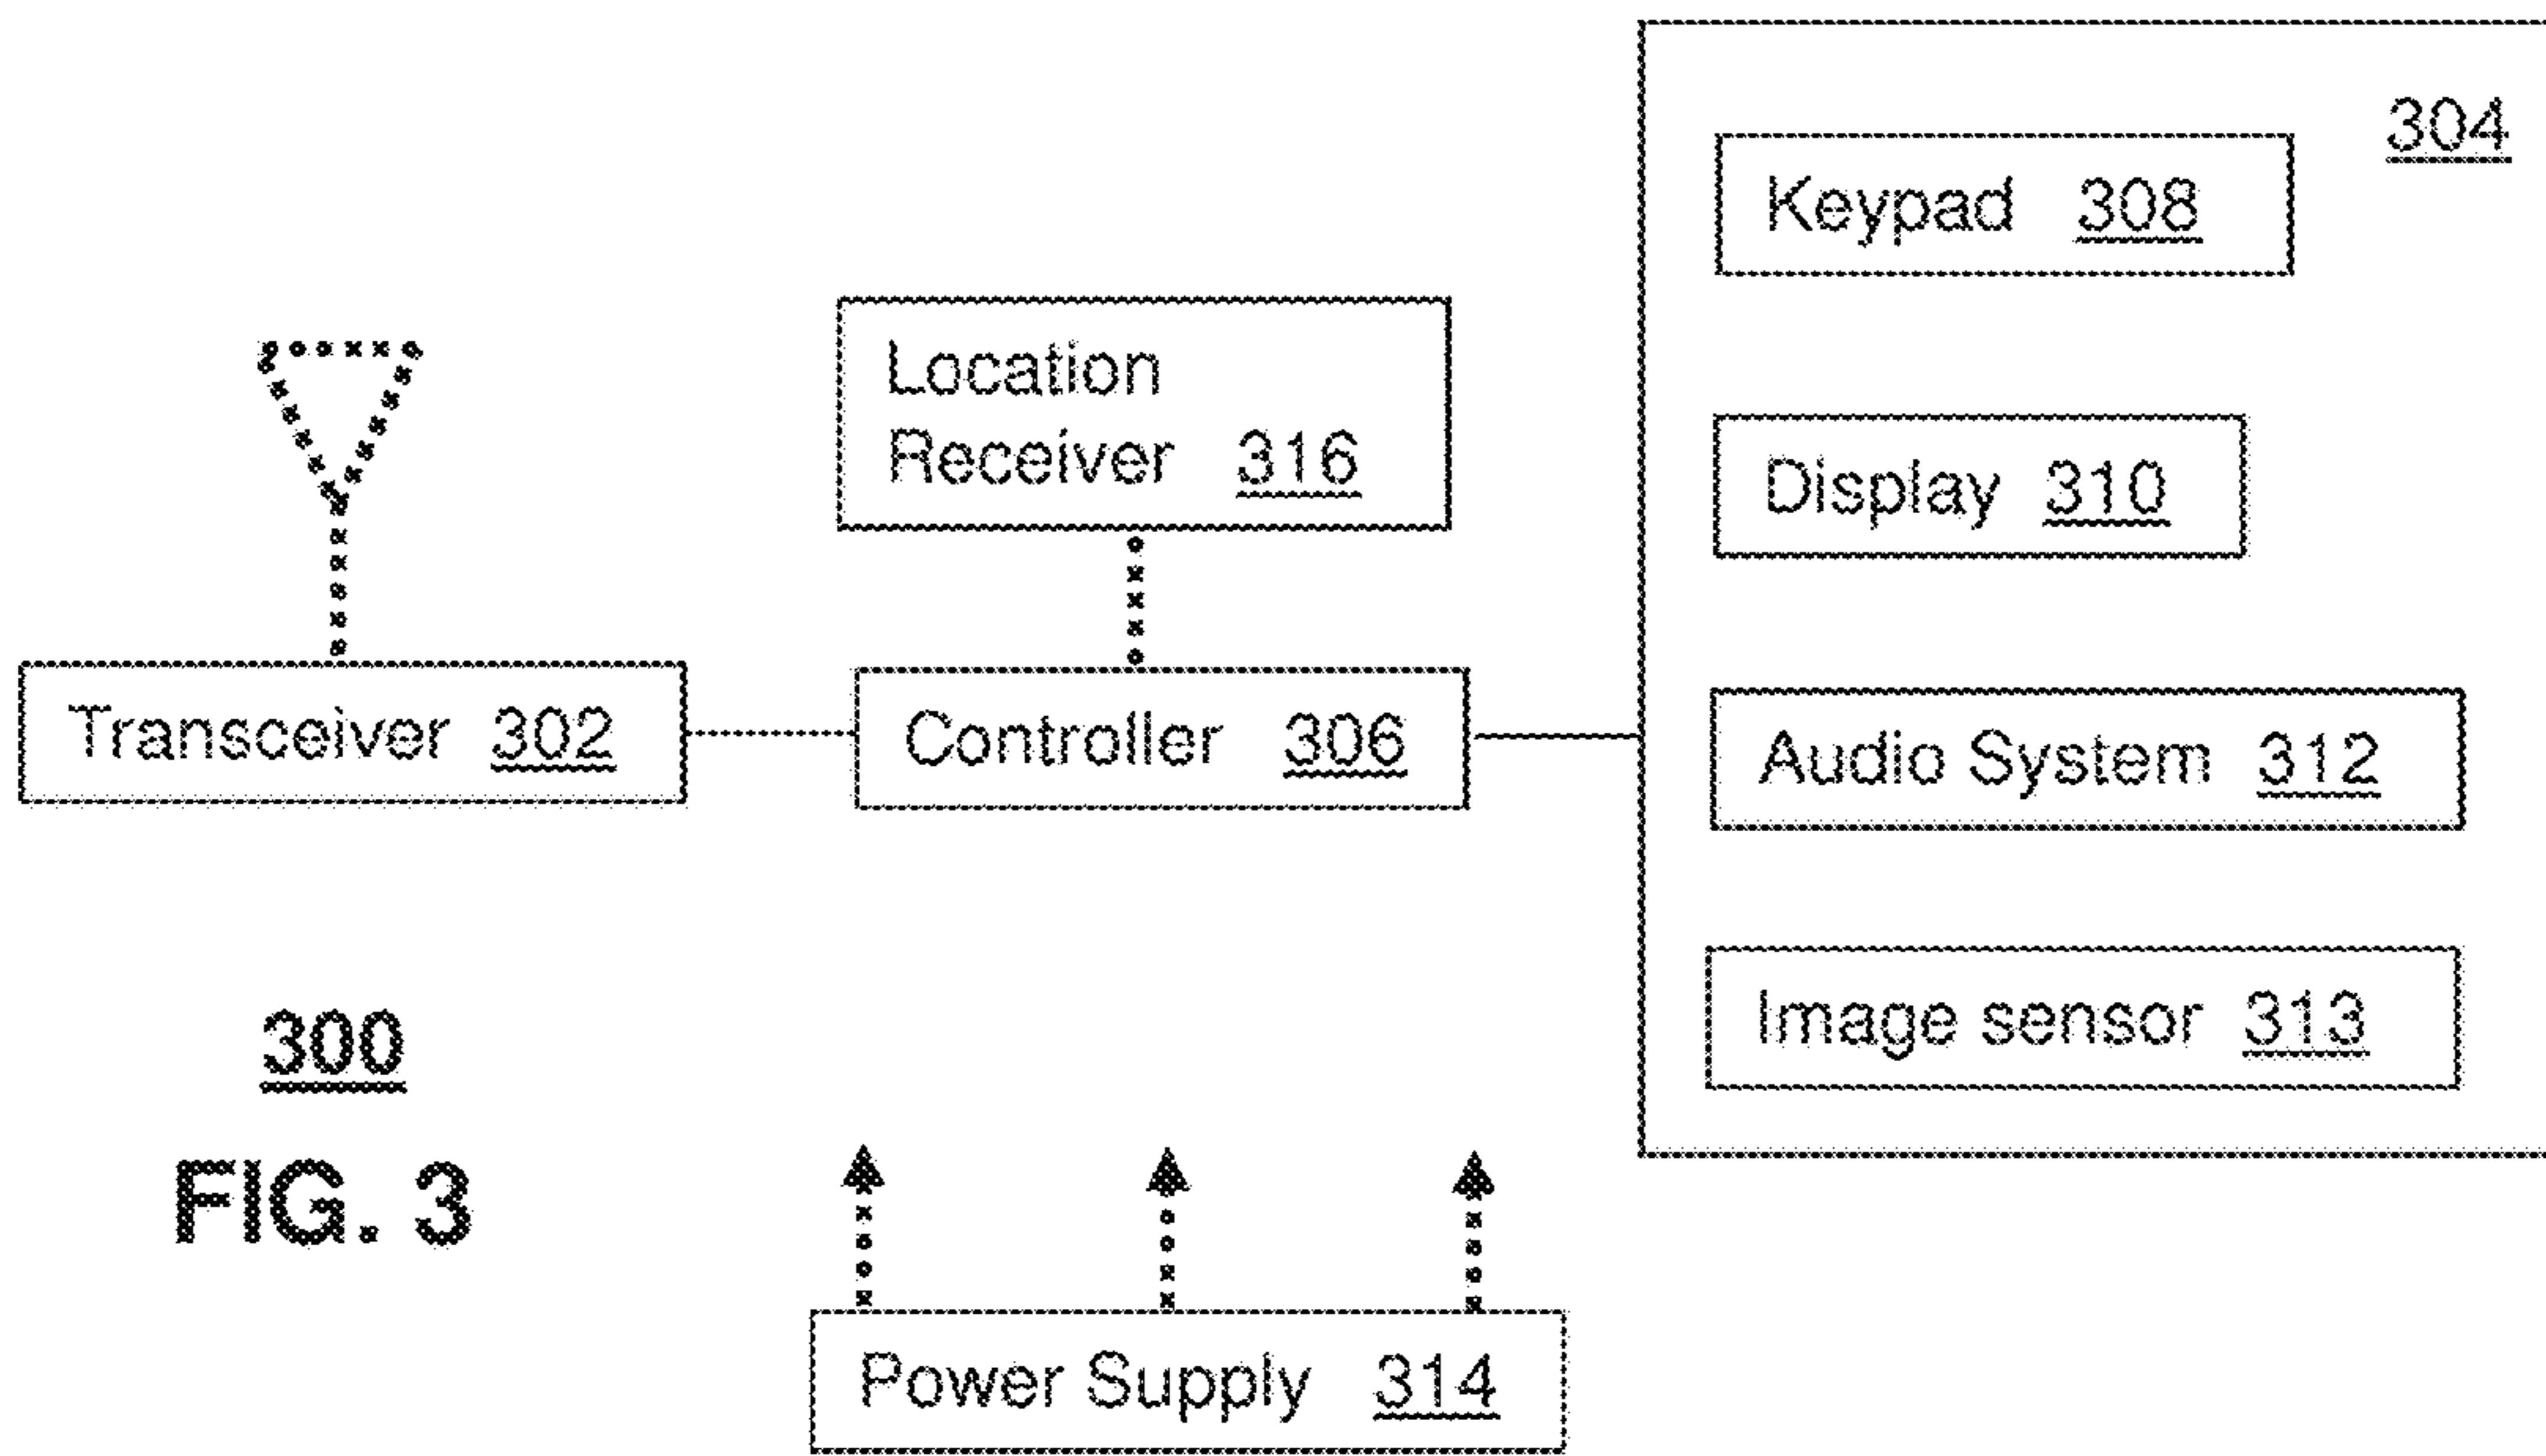 304
Keypad 308
Location
Receiver 316
Display 310
Transceiver 302
Controller 306
Audio System 312
Image sensor 313
300
FIG. 3
Power Supply 314